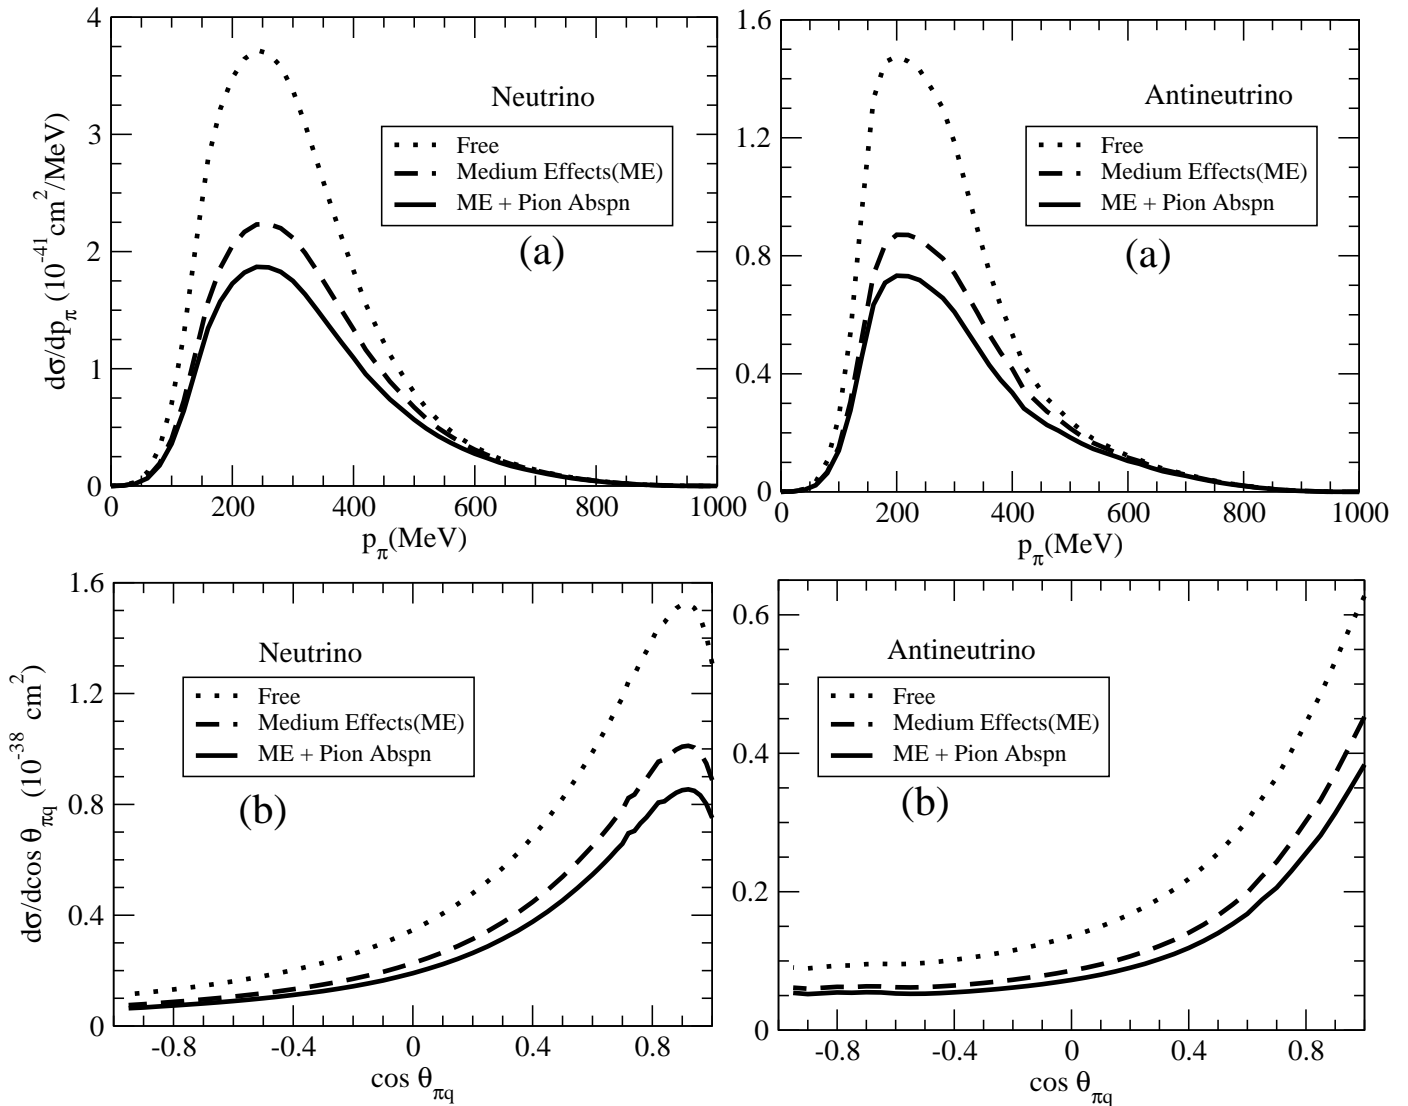 4
3
2
1
0
dσ/dp_π (10^-41 cm^2/MeV)
Neutrino
Free
Medium Effects(ME)
ME + Pion Abspn
(a)
0 200 400 600 800 1000
p_π(MeV)
1.6
1.2
0.8
0.4
0
Antineutrino
Free
Medium Effects(ME)
ME + Pion Abspn
(a)
0 200 400 600 800 1000
p_π(MeV)
1.6
1.2
0.8
0.4
0
dσ/dcos θ_πq (10^-38 cm^2)
Neutrino
Free
Medium Effects(ME)
ME + Pion Abspn
(b)
-0.8 -0.4 0 0.4 0.8
cos θ_πq
0.6
0.4
0.2
0
Antineutrino
Free
Medium Effects(ME)
ME + Pion Abspn
(b)
-0.8 -0.4 0 0.4 0.8
cos θ_πq